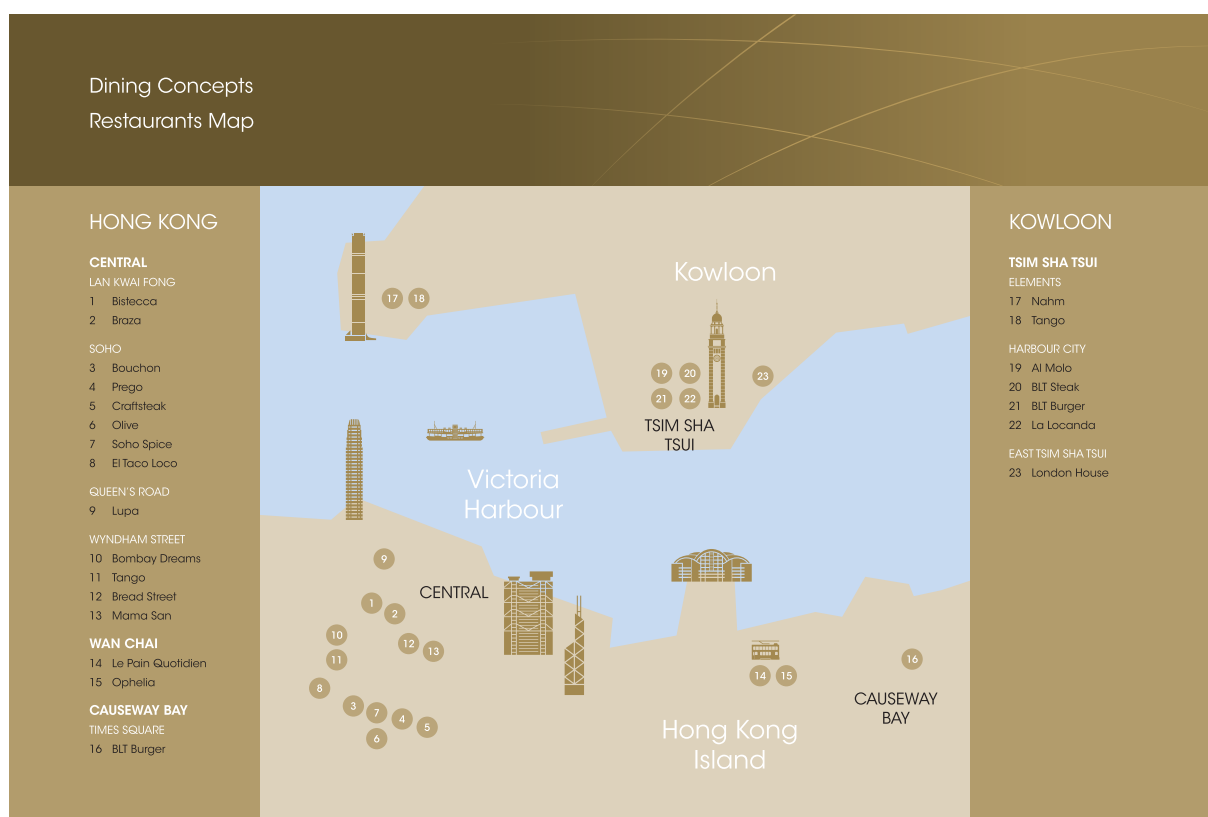 Dining Concepts
Restaurants Map
HONG KONG
CENTRAL
LAN KWAI FONG
1 Bistecca
2 Braza
SOHO
3 Bouchon
4 Prego
5 Craftsteak
6 Olive
7 Soho Spice
8 El Taco Loco
QUEEN'S ROAD
9 Lupa
WYNDHAM STREET
10 Bombay Dreams
11 Tango
12 Bread Street
13 Mama San
WAN CHAI
14 Le Pain Quotidien
15 Ophelia
CAUSEWAY BAY
TIMES SQUARE
16 BLT Burger
17 18
Kowloon
19 20
23
21 22
TSIM SHA
TSUI
Victoria
Harbour
9
CENTRAL
1
2
10
12
13
11
16
14 15
8
3
7
4
5
6
CAUSEWAY
BAY
Hong Kong
Island
KOWLOON
TSIM SHA TSUI
ELEMENTS
17 Nahm
18 Tango
HARBOUR CITY
19 Al Molo
20 BLT Steak
21 BLT Burger
22 La Locanda
EAST TSIM SHA TSUI
23 London House